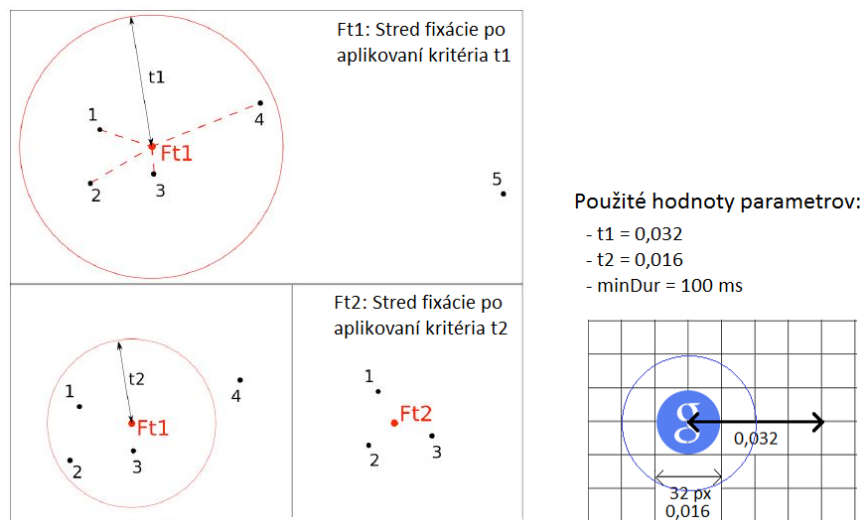 Ft1: Stred fixácie po
aplikovaní kritéria t1
t1
1
4
Ft1
2
3
5
Ft2: Stred fixácie po
aplikovaní kritéria t2
t2
1
4
Ft1
2
3
1
Ft2
2
3
Použité hodnoty parametrov:
- t1 = 0,032
- t2 = 0,016
- minDur = 100 ms
g
0,032
32 px
0,016